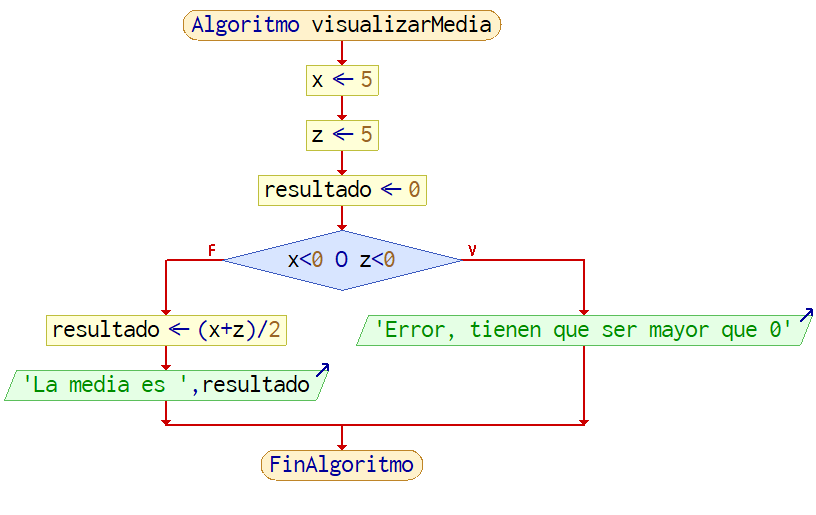 Algoritmo visualizarMedia
x ← 5
z ← 5
resultado ← 0
F
V
x<0 O z<0
resultado ← (x+z)/2
'Error, tienen que ser mayor que 0'
'La media es ',resultado
FinAlgoritmo